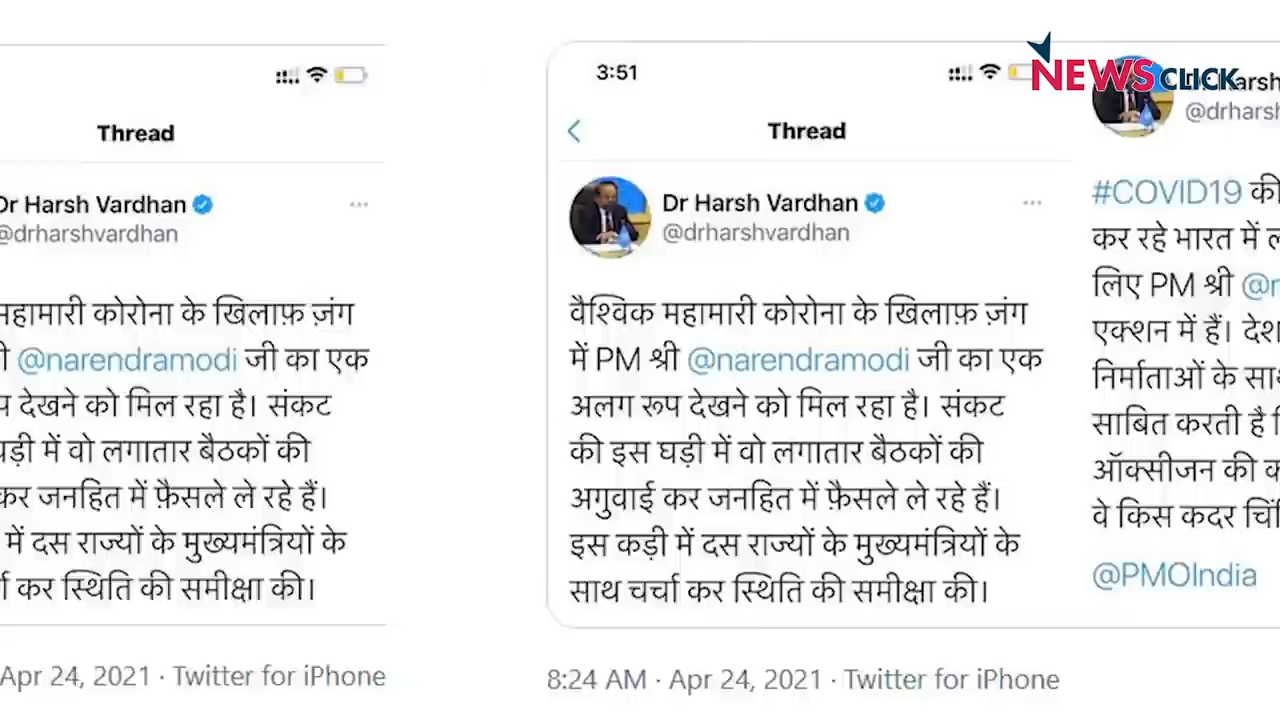 Thread
Dr Harsh Vardhan
@drharshvardhan
महामारी कोरोना के खिलाफ़ ज़ंग
@narendramodi जी का एक
देखने को मिल रहा है। संकट
में वो लगातार बैठकों की
कर जनहित में फ़ैसले ले रहे हैं।
में दस राज्यों के मुख्यमंत्रियों के
कर स्थिति की समीक्षा की।
Apr 24, 2021 · Twitter for iPhone
3:51
Thread
Dr Harsh Vardhan
@drharshvardhan
वैश्विक महामारी कोरोना के खिलाफ़ ज़ंग
में PM श्री @narendramodi जी का एक
अलग रूप देखने को मिल रहा है। संकट
की इस घड़ी में वो लगातार बैठकों की
अगुवाई कर जनहित में फ़ैसले ले रहे हैं।
इस कड़ी में दस राज्यों के मुख्यमंत्रियों के
साथ चर्चा कर स्थिति की समीक्षा की।
8:24 AM · Apr 24, 2021 · Twitter for iPhone
NEWSCLICK
#COVID19 की
कर रहे भारत में
लिए PM श्री
एक्शन में हैं।
निर्माताओं के
साबित करती है
ऑक्सीजन की
वे किस कदर
@PMOIndia